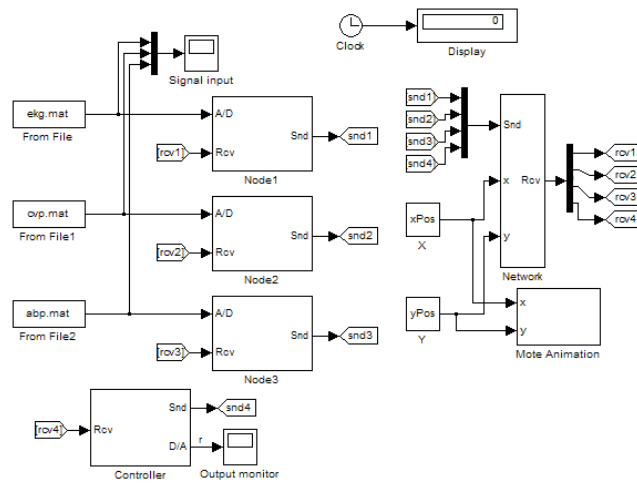 0
Clock
Display
Signal input
ekg.mat
From File
A/D
Snd
snd1
[rcv1]
Rcv
Node1
cvp.mat
From File1
A/D
Snd
snd2
[rcv2]
Rcv
Node2
abp.mat
From File2
A/D
Snd
snd3
[rcv3]
Rcv
Node3
[rcv4]
Rcv
Snd
snd4
D/A
r
Controller
Output monitor
snd1
snd2
snd3
snd4
Snd
x
y
Rcv
Network
rcv1
rcv2
rcv3
rcv4
xPos
X
yPos
Y
x
y
Mote Animation